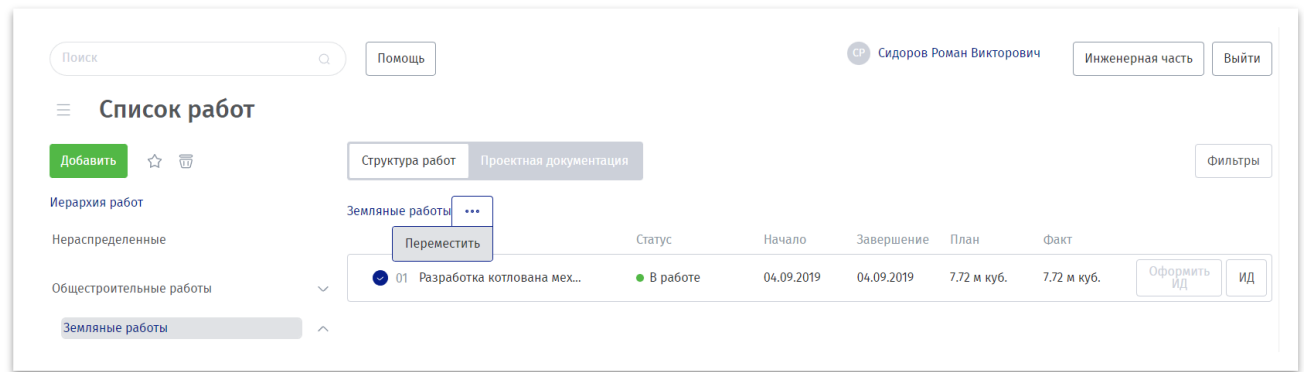 Поиск
Помощь
СР Сидоров Роман Викторович
Инженерная часть
Выйти
Список работ
Добавить
Структура работ
Проектная документация
Фильтры
Иерархия работ
Земляные работы •••
Переместить
Нераспределенные
Статус Начало Завершение План Факт
01 Разработка котлована мех... В работе 04.09.2019 04.09.2019 7.72 м куб. 7.72 м куб.
Оформить
ИД
ИД
Общестроительные работы
Земляные работы